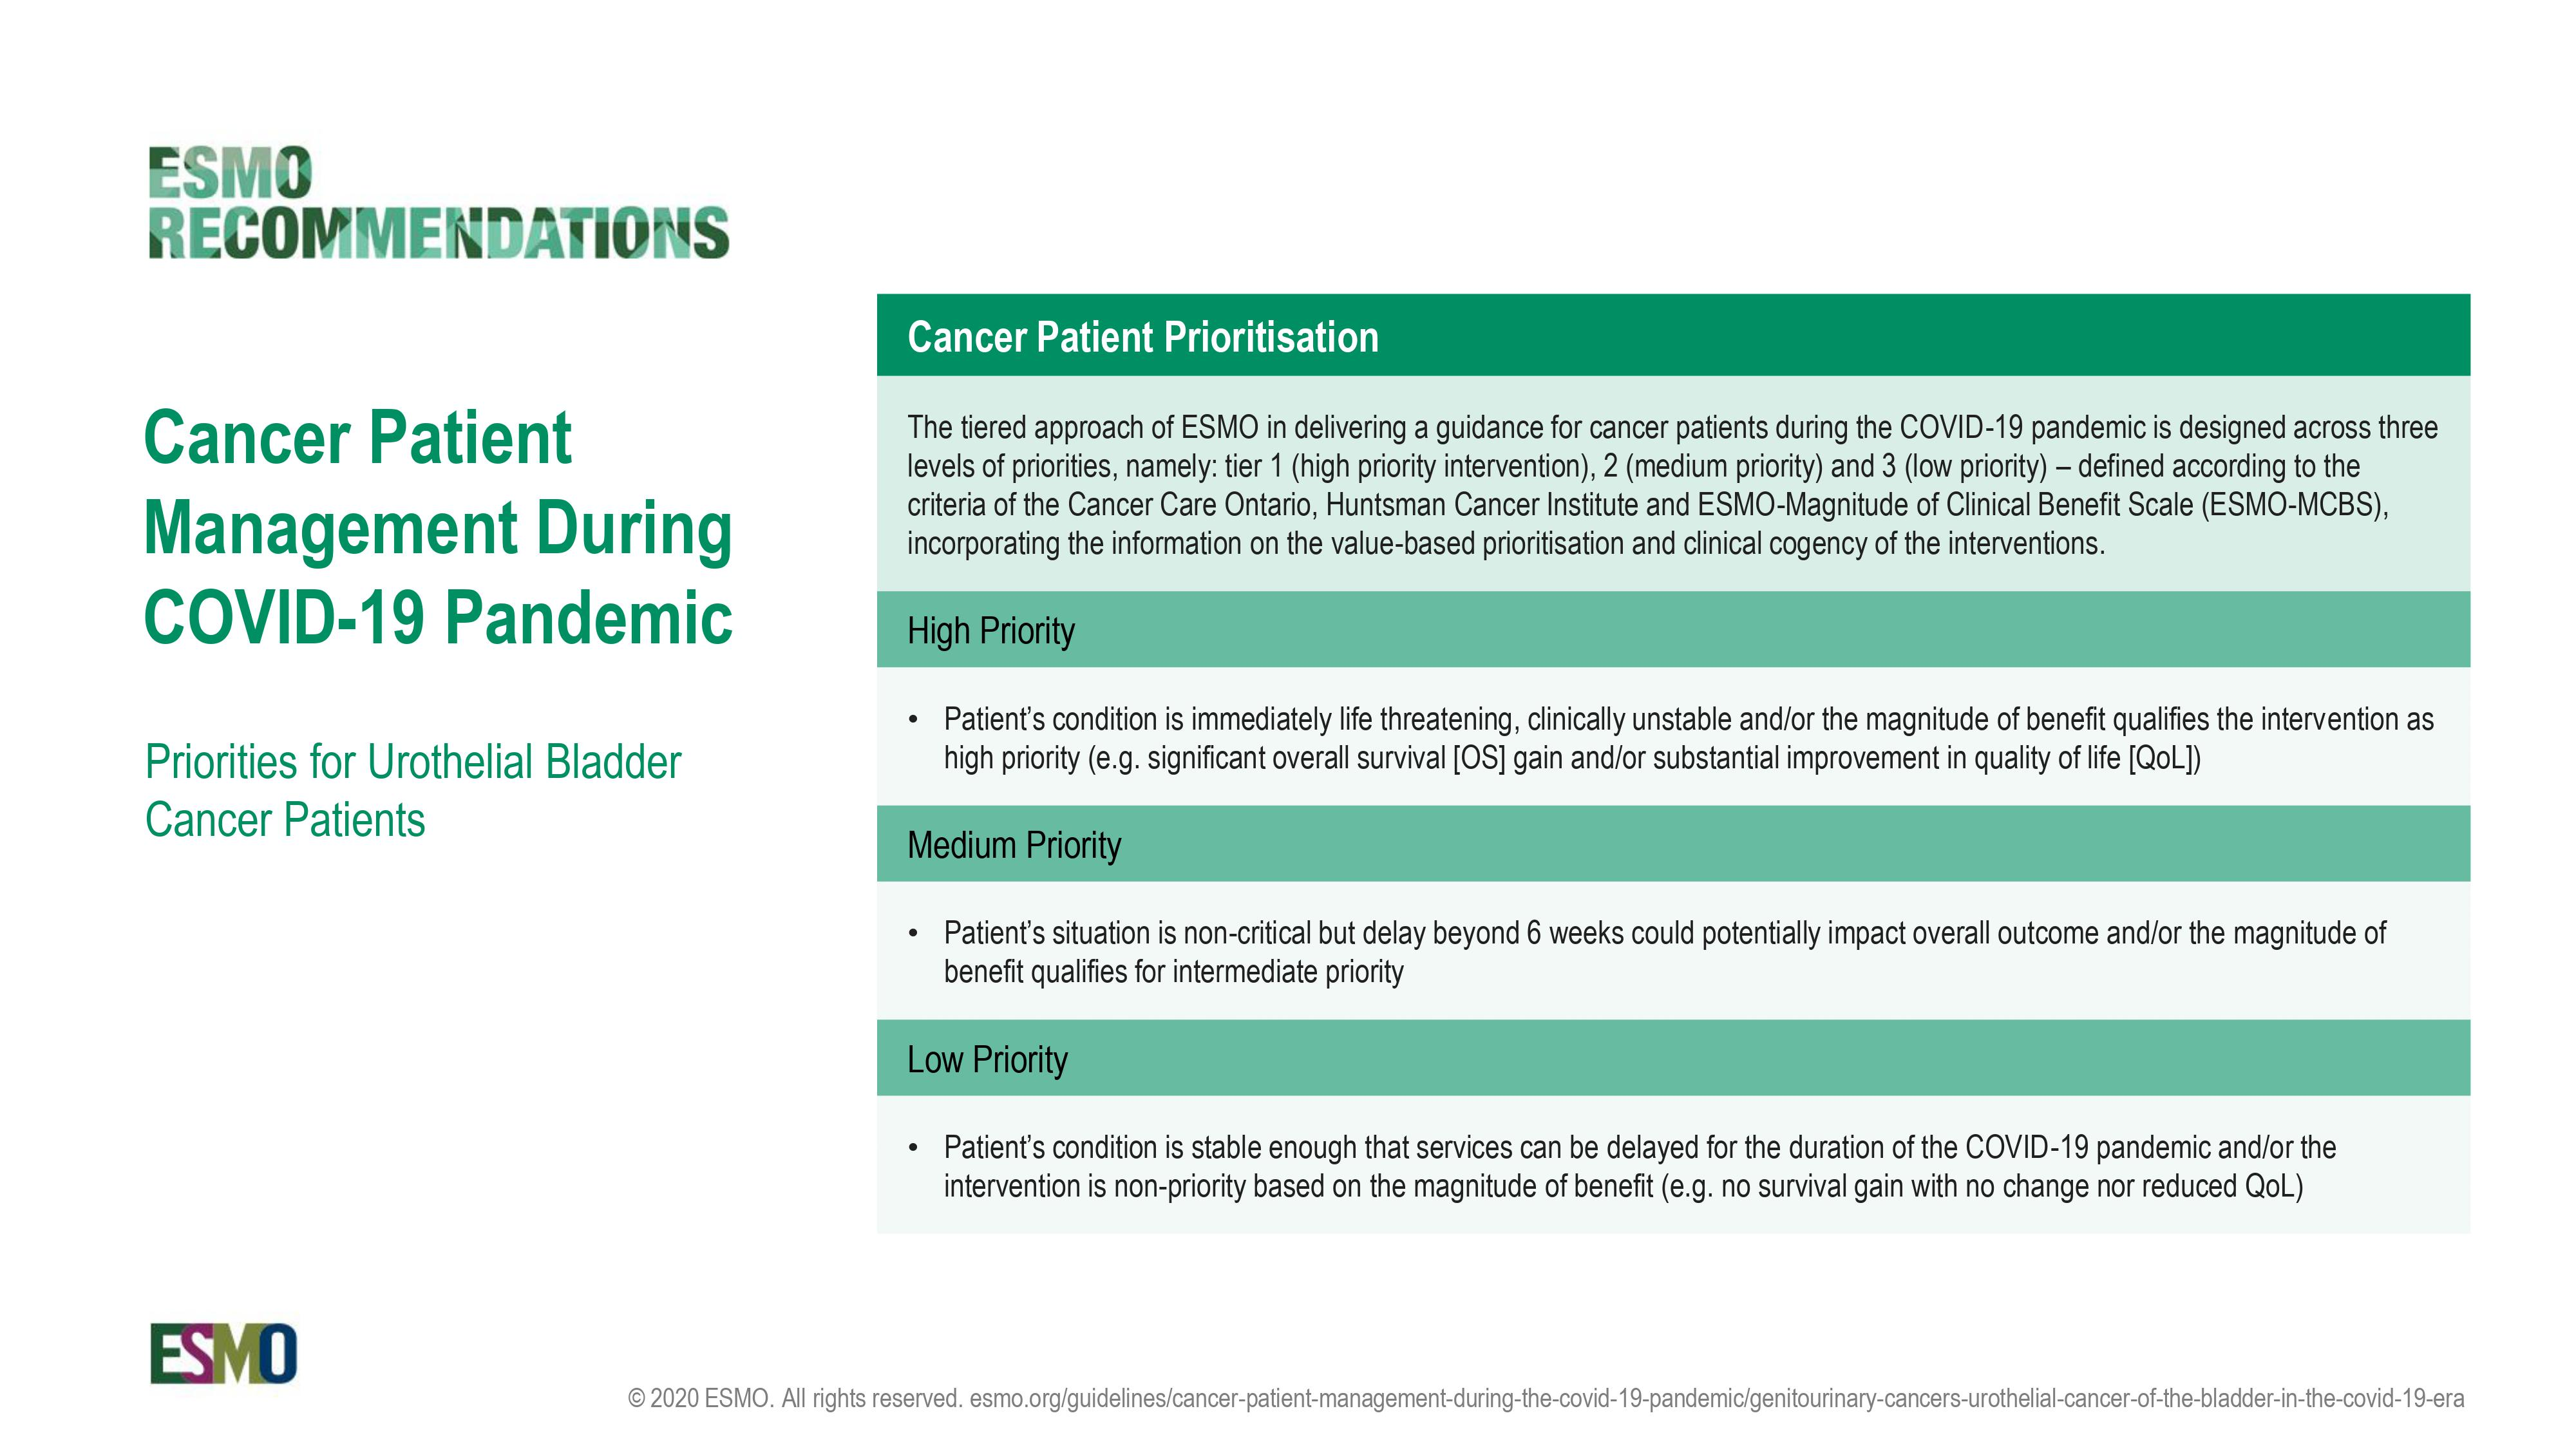 ESMO
RECOMMENDATIONS
Cancer Patient
Management During
COVID-19 Pandemic
Priorities for Urothelial Bladder
Cancer Patients
Cancer Patient Prioritisation
The tiered approach of ESMO in delivering a guidance for cancer patients during the COVID-19 pandemic is designed across three
levels of priorities, namely: tier 1 (high priority intervention), 2 (medium priority) and 3 (low priority) – defined according to the
criteria of the Cancer Care Ontario, Huntsman Cancer Institute and ESMO-Magnitude of Clinical Benefit Scale (ESMO-MCBS),
incorporating the information on the value-based prioritisation and clinical cogency of the interventions.
High Priority
• Patient’s condition is immediately life threatening, clinically unstable and/or the magnitude of benefit qualifies the intervention as
high priority (e.g. significant overall survival [OS] gain and/or substantial improvement in quality of life [QoL])
Medium Priority
• Patient’s situation is non-critical but delay beyond 6 weeks could potentially impact overall outcome and/or the magnitude of
benefit qualifies for intermediate priority
Low Priority
• Patient’s condition is stable enough that services can be delayed for the duration of the COVID-19 pandemic and/or the
intervention is non-priority based on the magnitude of benefit (e.g. no survival gain with no change nor reduced QoL)
ESMO
© 2020 ESMO. All rights reserved. esmo.org/guidelines/cancer-patient-management-during-the-covid-19-pandemic/genitourinary-cancers-urothelial-cancer-of-the-bladder-in-the-covid-19-era